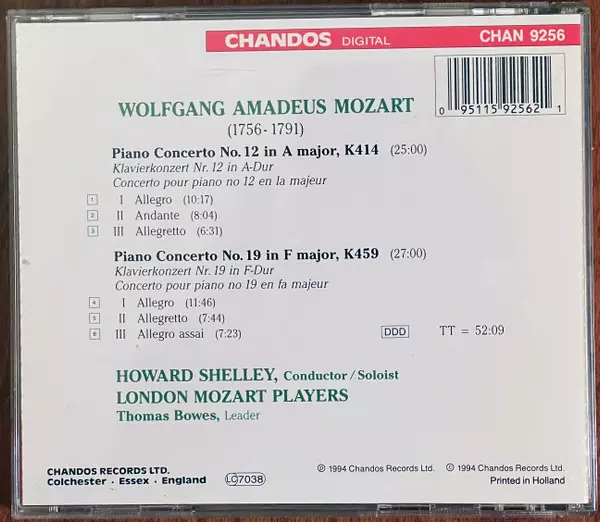 CHANDOS DIGITAL CHAN 9256
0 95115 92562 1
WOLFGANG AMADEUS MOZART
(1756-1791)
Piano Concerto No. 12 in A major, K414 (25:00)
Klavierkonzert Nr. 12 in A-Dur
Concerto pour piano no 12 en la majeur
1 I Allegro (10:17)
2 II Andante (8:04)
3 III Allegretto (6:31)
Piano Concerto No. 19 in F major, K459 (27:00)
Klavierkonzert Nr. 19 in F-Dur
Concerto pour piano no 19 en fa majeur
4 I Allegro (11:46)
5 II Allegretto (7:44)
6 III Allegro assai (7:23)
DDD TT = 52:09
HOWARD SHELLEY, Conductor/Soloist
LONDON MOZART PLAYERS
Thomas Bowes, Leader
CHANDOS RECORDS LTD.
Colchester · Essex · England
LC 7038
℗ 1994 Chandos Records Ltd. © 1994 Chandos Records Ltd.
Printed in Holland